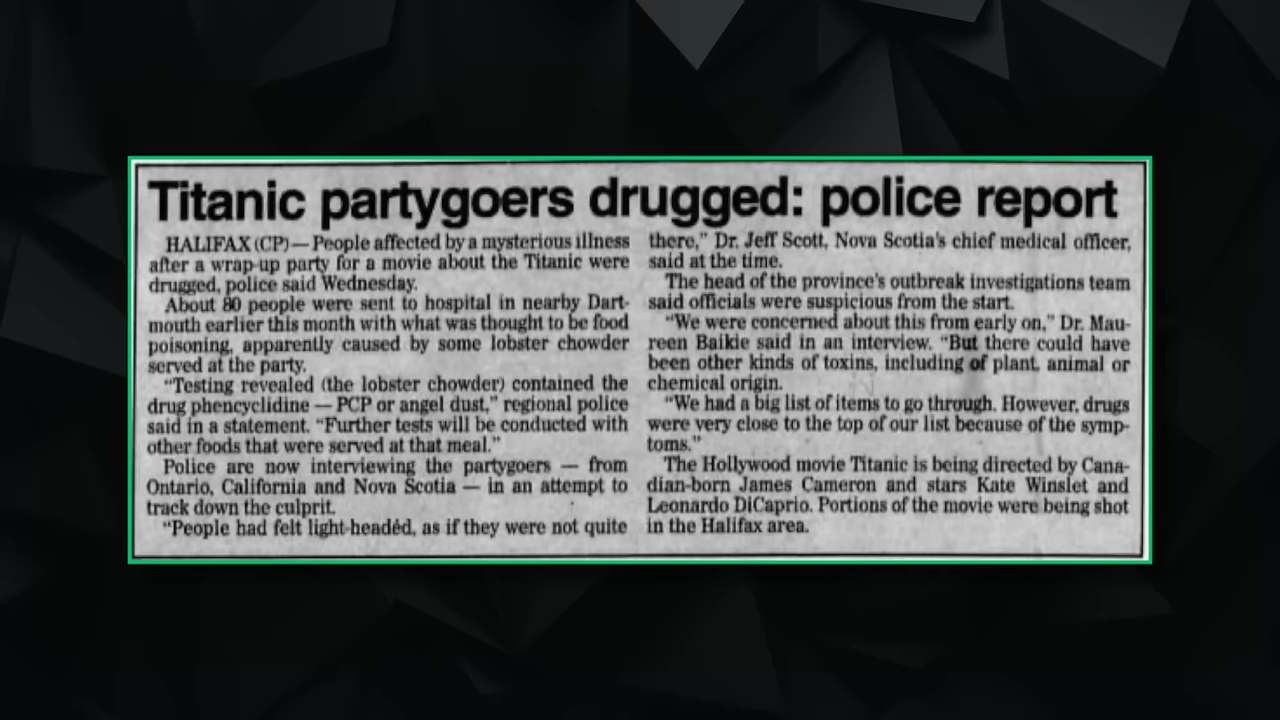 Titanic partygoers drugged: police report
HALIFAX (CP) — People affected by a mysterious illness
after a wrap-up party for a movie about the Titanic were
drugged, police said Wednesday.
About 80 people were sent to hospital in nearby Dart-
mouth earlier this month with what was thought to be food
poisoning, apparently caused by some lobster chowder
served at the party.
“Testing revealed (the lobster chowder) contained the
drug phencyclidine — PCP or angel dust,” regional police
said in a statement. “Further tests will be conducted with
other foods that were served at that meal.”
Police are now interviewing the partygoers — from
Ontario, California and Nova Scotia — in an attempt to
track down the culprit.
“People had felt light-headed, as if they were not quite
there,” Dr. Jeff Scott, Nova Scotia’s chief medical officer,
said at the time.
The head of the province’s outbreak investigations team
said officials were suspicious from the start.
“We were concerned about this from early on,” Dr. Mau-
reen Baikie said in an interview. “But there could have
been other kinds of toxins, including of plant, animal or
chemical origin.
“We had a big list of items to go through. However, drugs
were very close to the top of our list because of the symp-
toms.”
The Hollywood movie Titanic is being directed by Cana-
dian-born James Cameron and stars Kate Winslet and
Leonardo DiCaprio. Portions of the movie were being shot
in the Halifax area.